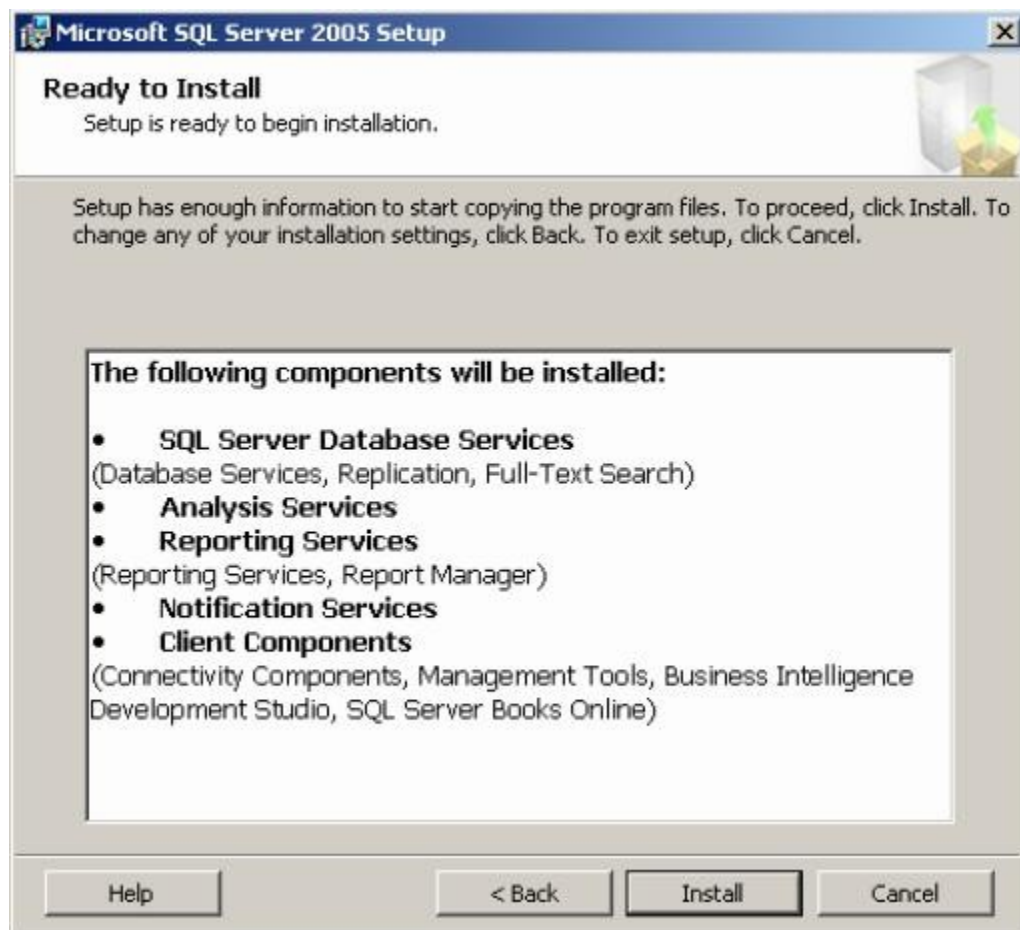 Microsoft SQL Server 2005 Setup
Ready to Install
Setup is ready to begin installation.
Setup has enough information to start copying the program files. To proceed, click Install. To
change any of your installation settings, click Back. To exit setup, click Cancel.
The following components will be installed:
• SQL Server Database Services
(Database Services, Replication, Full-Text Search)
• Analysis Services
• Reporting Services
(Reporting Services, Report Manager)
• Notification Services
• Client Components
(Connectivity Components, Management Tools, Business Intelligence
Development Studio, SQL Server Books Online)
Help < Back Install Cancel